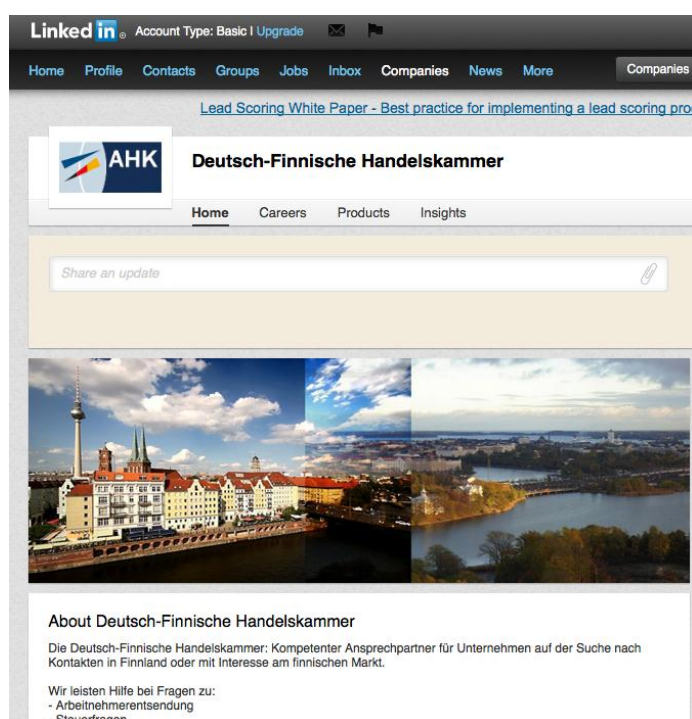 Linked in ® Account Type: Basic | Upgrade
Home Profile Contacts Groups Jobs Inbox Companies News More Companies
Lead Scoring White Paper - Best practice for implementing a lead scoring pro
AHK
Deutsch-Finnische Handelskammer
Home Careers Products Insights
Share an update
About Deutsch-Finnische Handelskammer
Die Deutsch-Finnische Handelskammer: Kompetenter Ansprechpartner für Unternehmen auf der Suche nach
Kontakten in Finnland oder mit Interesse am finnischen Markt.
Wir leisten Hilfe bei Fragen zu:
- Arbeitnehmerentsendung
- Steuerfragen